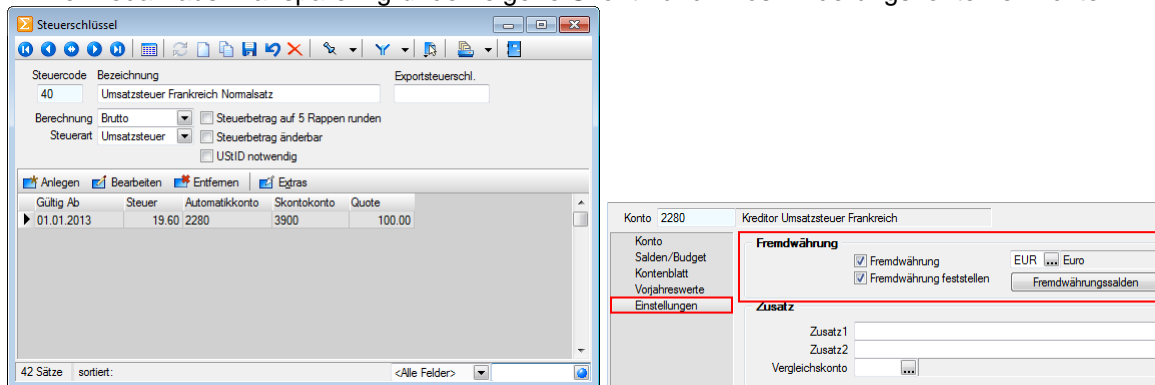 Steuerschlüssel
Steuercode Bezeichnung Exportsteuerschl.
40 Umsatzsteuer Frankreich Normalsatz
Berechnung Brutto Steuerbetrag auf 5 Rappen runden
Steuerart Umsatzsteuer Steuerbetrag änderbar
UStID notwendig
Anlegen Bearbeiten Entfernen Extras
Gültig Ab Steuer Automatikkonto Skontokonto Quote
01.01.2013 19.60 2280 3900 100.00
42 Sätze sortiert: <Alle Felder>
Konto 2280 Kreditor Umsatzsteuer Frankreich
Konto
Salden/Budget
Kontenblatt
Vorjahreswerte
Einstellungen
Fremdwährung
Fremdwährung EUR ... Euro
Fremdwährung feststellen Fremdwährungssalden
Zusatz
Zusatz1
Zusatz2
Vergleichskonto ...